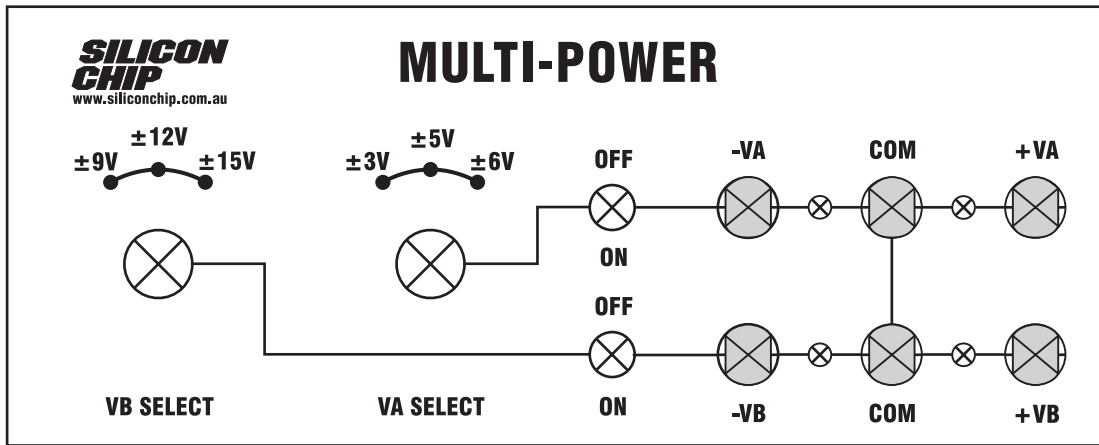 SILICON
CHIP
www.siliconchip.com.au
MULTI-POWER
±9V
±12V
±15V
±3V
±5V
±6V
OFF
-VA
COM
+VA
ON
OFF
VB SELECT
VA SELECT
ON
-VB
COM
+VB